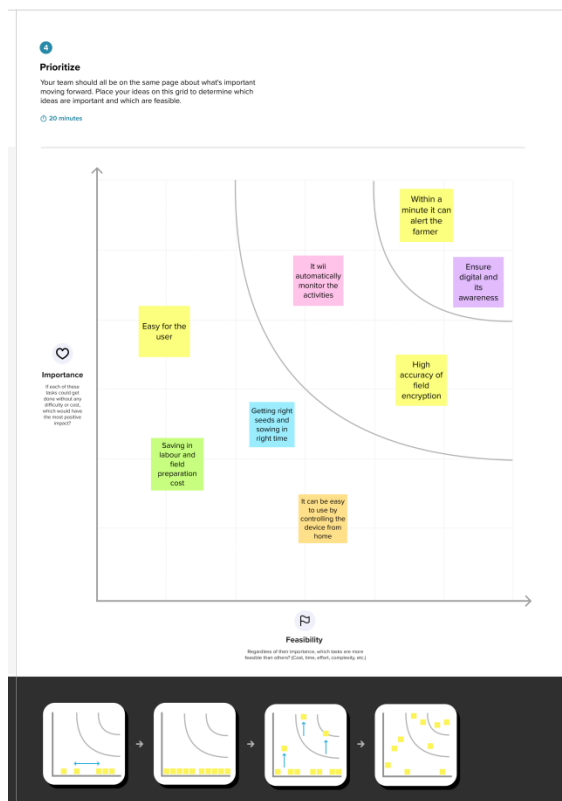 4
Prioritize
Your team should all be on the same page about what's important
moving forward. Place your ideas on this grid to determine which
ideas are important and which are feasible.
20 minutes
Within a
minute it can
alert the
farmer
It wii
automatically
monitor the
activities
Ensure
digital and
its
awareness
Easy for the
user
High
accuracy of
field
encryption
Importance
If each of these
tasks could get
done without any
difficulty or cost,
which would have
the most positive
impact?
Getting right
seeds and
sowing in
right time
Saving in
labour and
field
preparation
cost
It can be easy
to use by
controlling the
device from
home
Feasibility
Regardless of their importance, which tasks are more
feasible than others? (Cost, time, effort, complexity, etc.)